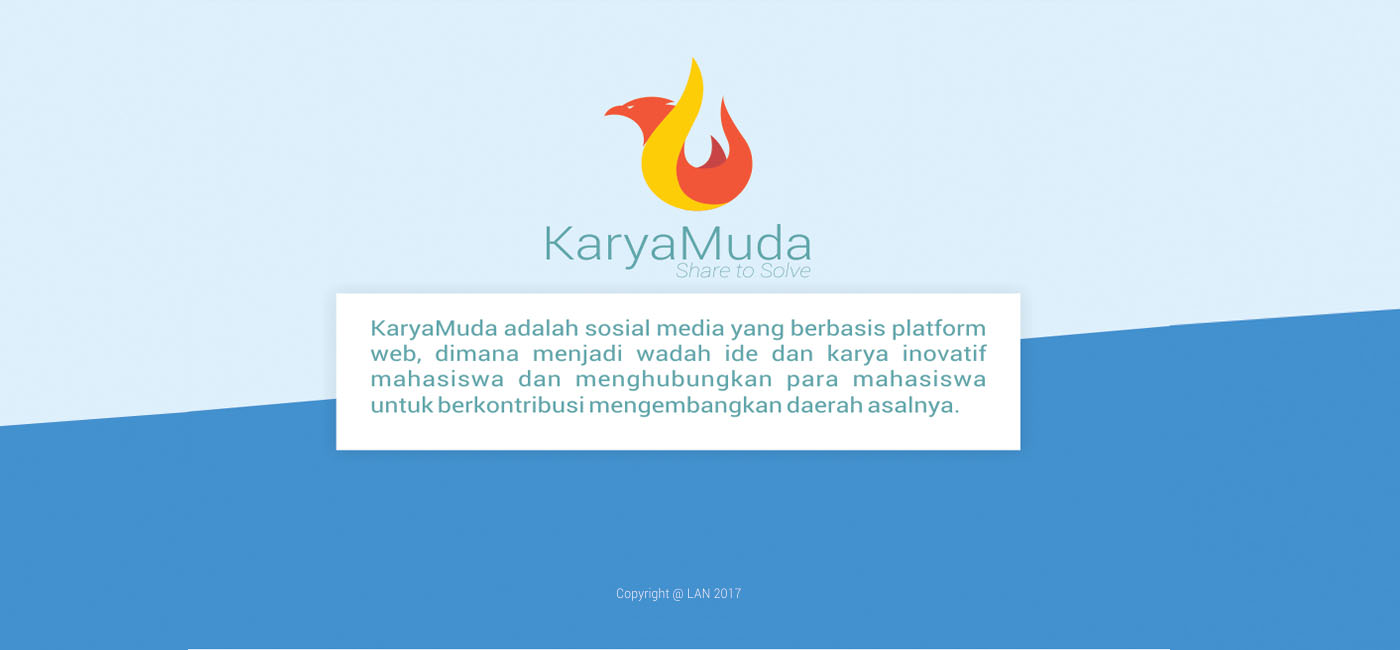 KaryaMuda
Share to Solve
KaryaMuda adalah sosial media yang berbasis platform
web, dimana menjadi wadah ide dan karya inovatif
mahasiswa dan menghubungkan para mahasiswa
untuk berkontribusi mengembangkan daerah asalnya.
Copyright @ LAN 2017